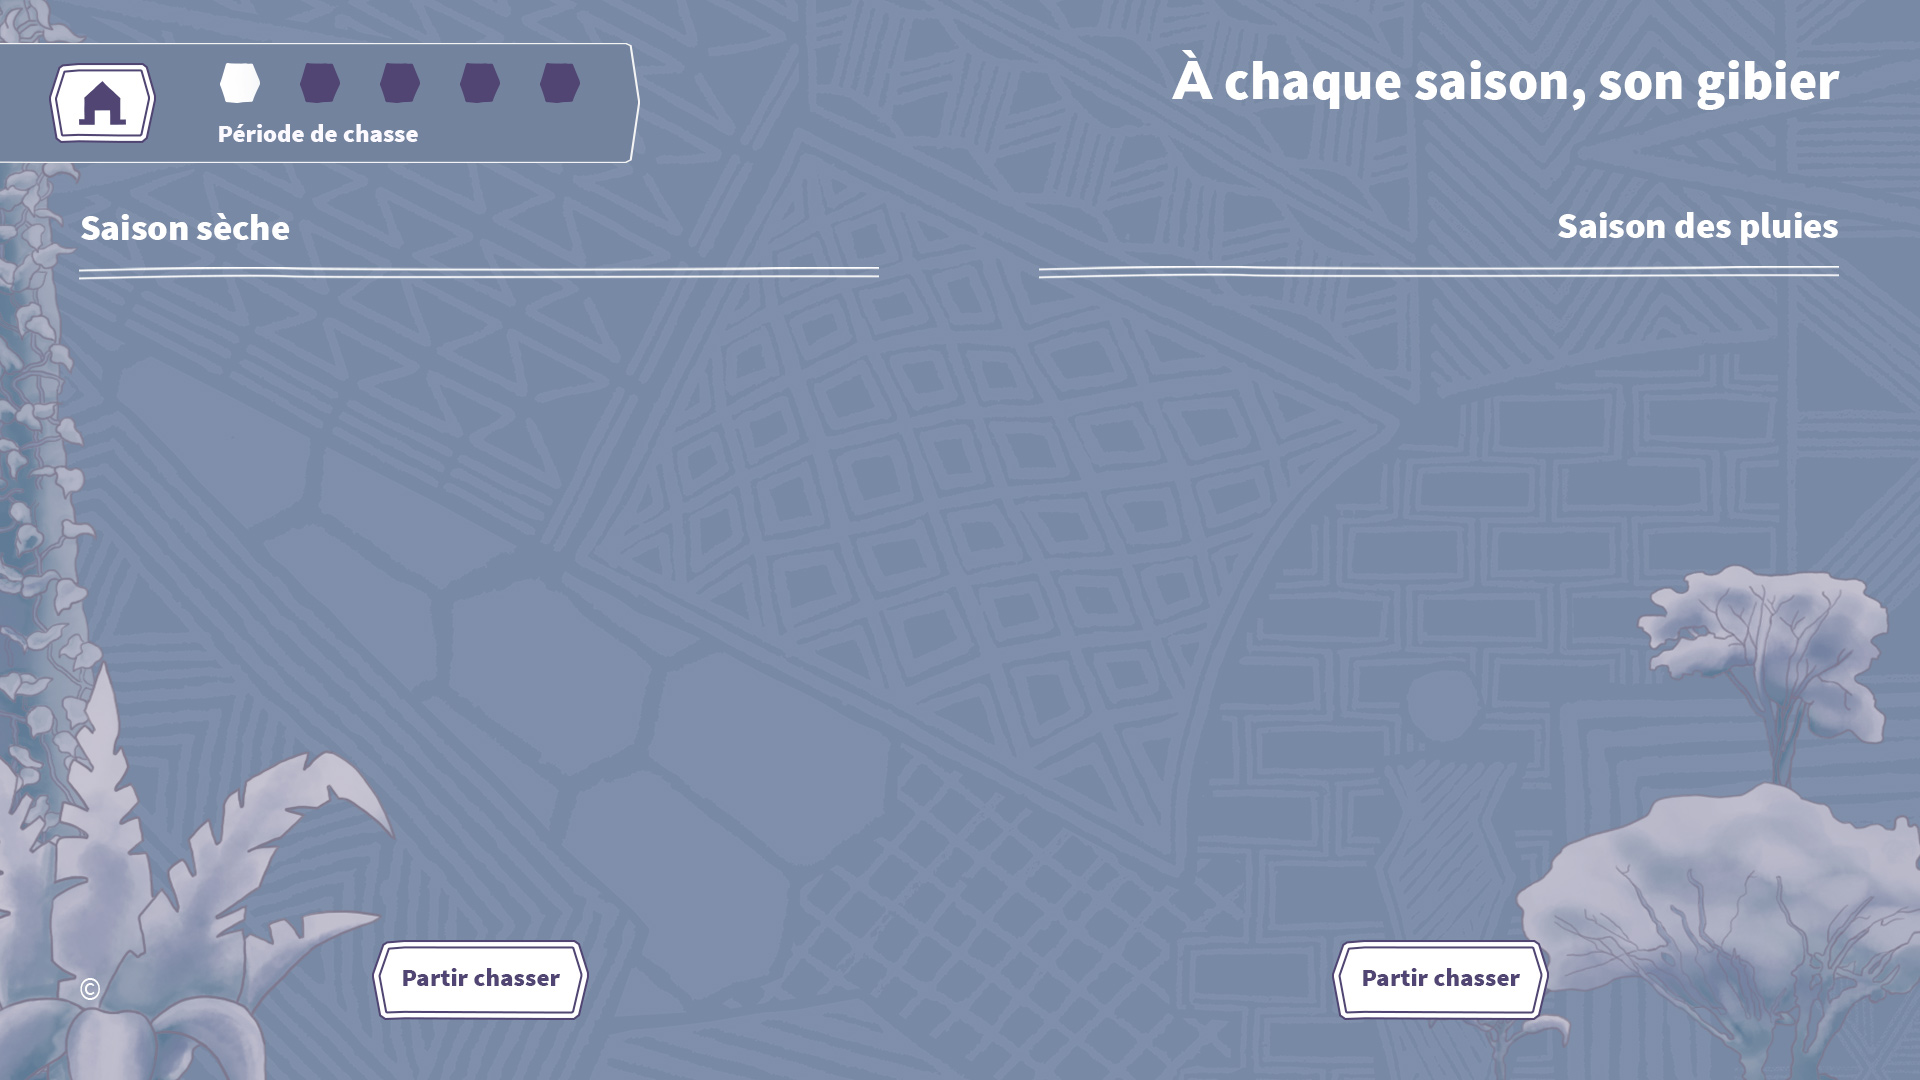 Période de chasse
À chaque saison, son gibier
Saison sèche
Saison des pluies
Partir chasser
Partir chasser
©